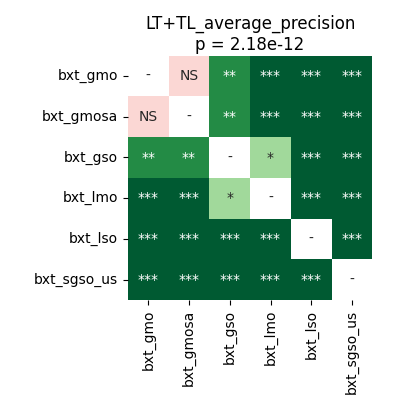 LT+TL_average_precision
p = 2.18e-12
bxt_gmo - NS ** *** *** ***
bxt_gmosa NS - ** *** *** ***
bxt_gso ** ** - * *** ***
bxt_lmo *** *** * - *** ***
bxt_lso *** *** *** *** - ***
bxt_sgso_us *** *** *** *** *** -
bxt_gmo
bxt_gmosa
bxt_gso
bxt_lmo
bxt_lso
bxt_sgso_us